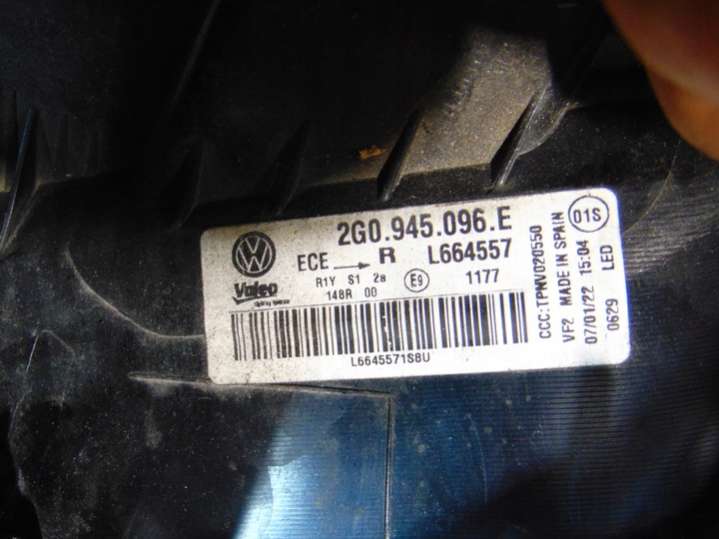 2G0.945.096.E
ECE R L664557
R1Y S1 2a E9 1177
148R 00
Valeo
L6645571SBU
CCC:TPNV020550
VF2 MADE IN SPAIN
07/01/22 15:04
0629 LED
01S